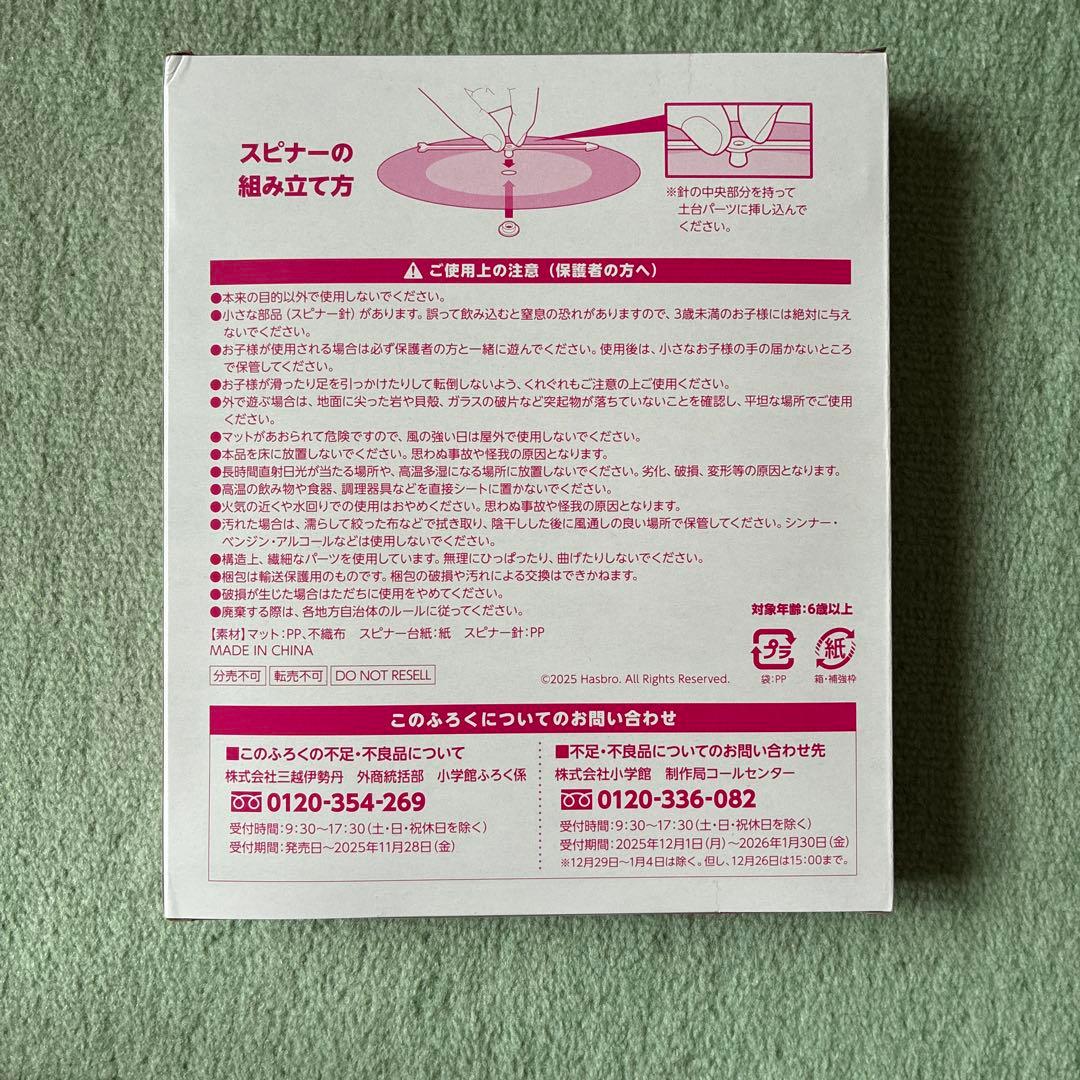 スピナーの
組み立て方
※針の中央部分を持って
土台パーツに挿し込んで
ください。
ご使用上の注意（保護者の方へ）
●本来の目的以外で使用しないでください。
●小さな部品（スピナー針）があります。誤って飲み込むと窒息の恐れがありますので、3歳未満のお子様には絶対に与え
ないでください。
●お子様が使用される場合は必ず保護者の方と一緒に遊んでください。使用後は、小さなお子様の手の届かないところ
で保管してください。
●お子様が滑ったり足を引っかけたりして転倒しないよう、くれぐれもご注意の上ご使用ください。
●外で遊ぶ場合は、地面に尖った岩や貝殻、ガラスの破片など突起物が落ちていないことを確認し、平坦な場所でご使用
ください。
●マットがあおられて危険ですので、風の強い日は屋外で使用しないでください。
●本品を床に放置しないでください。思わぬ事故や怪我の原因となります。
●長時間直射日光が当たる場所や、高温多湿になる場所に放置しないでください。劣化、破損、変形等の原因となります。
●高温の飲み物や食器、調理器具などを直接シートに置かないでください。
●火気の近くや水回りでの使用はおやめください。思わぬ事故や怪我の原因となります。
●汚れた場合は、濡らして絞った布などで拭き取り、陰干しした後に風通しの良い場所で保管してください。シンナー・
ベンジン・アルコールなどは使用しないでください。
●構造上、繊細なパーツを使用しています。無理にひっぱったり、曲げたりしないでください。
●梱包は輸送保護用のものです。梱包の破損や汚れによる交換はできかねます。
●破損が生じた場合はただちに使用をやめてください。
●廃棄する際は、各地方自治体のルールに従ってください。
対象年齢：6歳以上
【素材】マット：PP、不織布　スピナー台紙：紙　スピナー針：PP
MADE IN CHINA
プラ
紙
分売不可 転売不可 DO NOT RESELL
©2025 Hasbro. All Rights Reserved.
袋：PP
箱・補強枠
このふろくについてのお問い合わせ
■このふろくの不足・不良品について
株式会社三越伊勢丹　外商統括部　小学館ふろく係
0120-354-269
受付時間：9:30～17:30（土・日・祝休日を除く）
受付期間：発売日～2025年11月28日（金）
■不足・不良品についてのお問い合わせ先
株式会社小学館　制作局コールセンター
0120-336-082
受付時間：9:30～17:30（土・日・祝休日を除く）
受付期間：2025年12月1日（月）～2026年1月30日（金）
※12月29日～1月4日は除く。但し、12月26日は15:00まで。